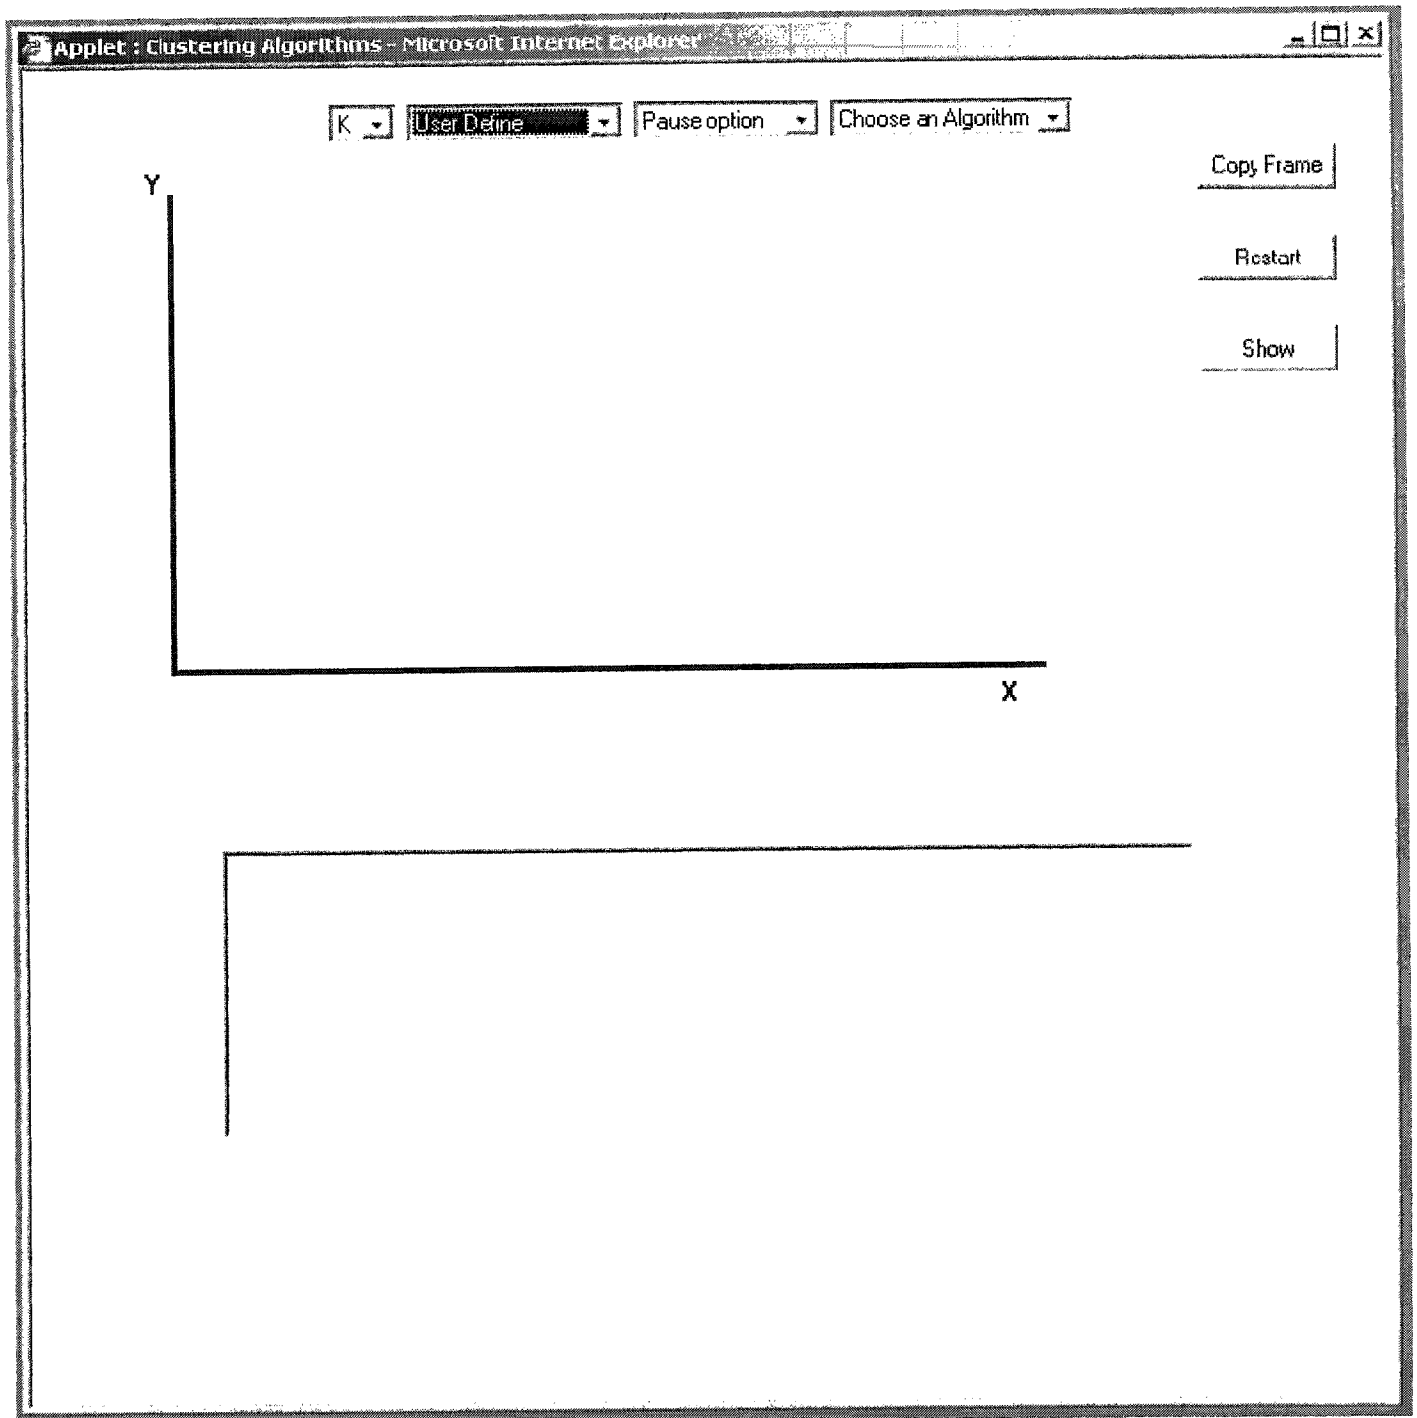 Applet : Clustering Algorithms - Microsoft Internet Explorer
K User Define Pause option Choose an Algorithm
Copy Frame
Y
Restart
Show
X